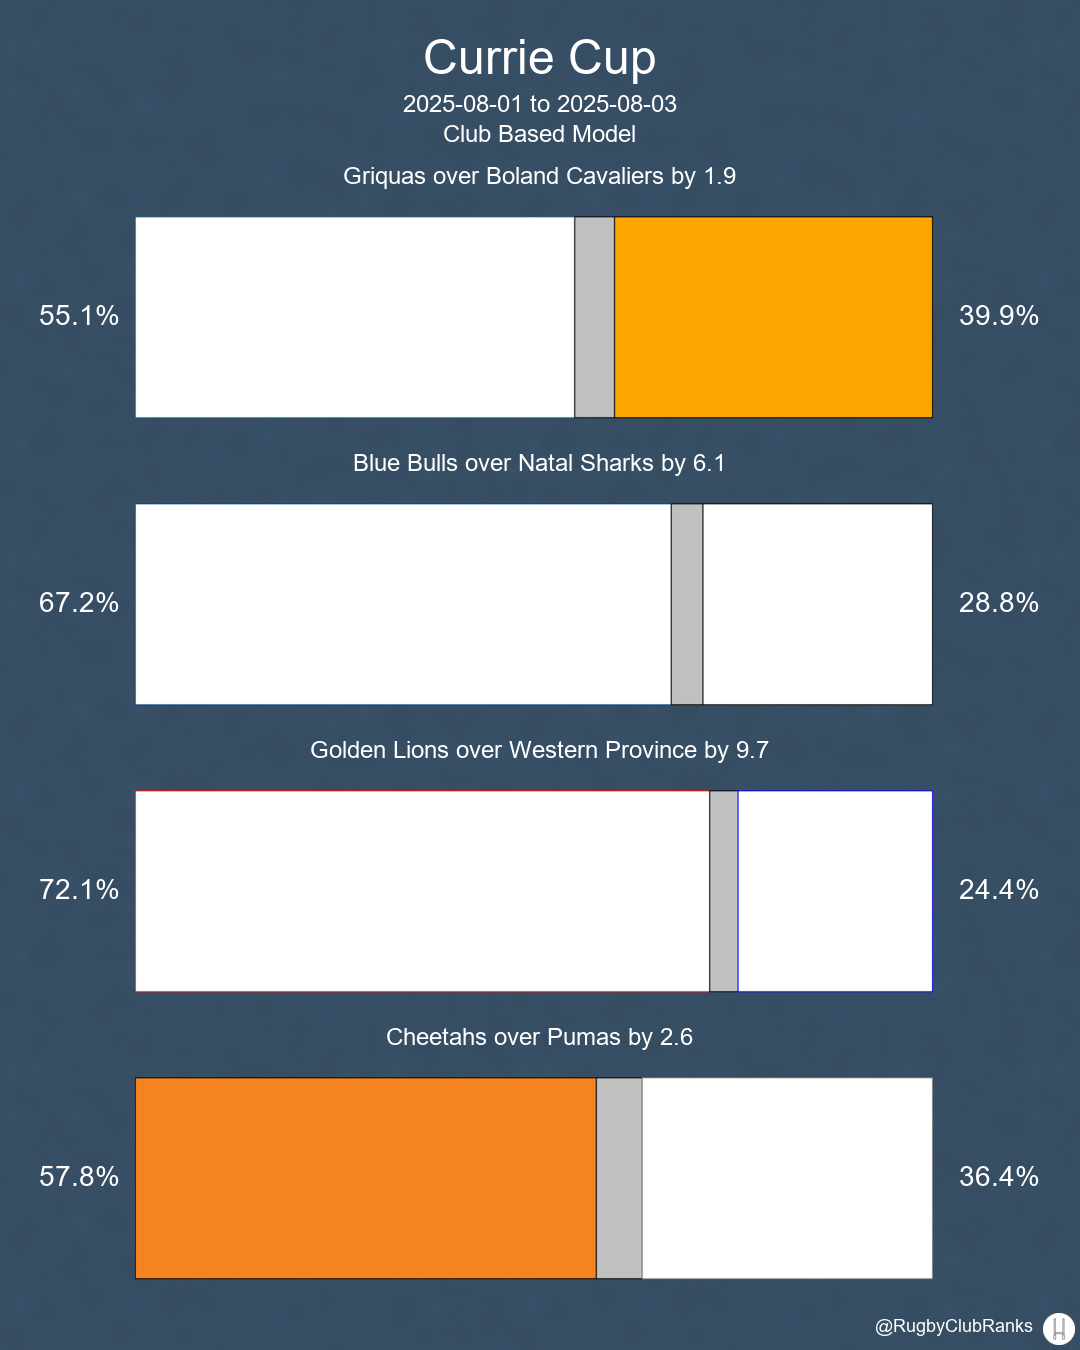 Currie Cup
2025-08-01 to 2025-08-03
Club Based Model
Griquas over Boland Cavaliers by 1.9
55.1%
39.9%
Blue Bulls over Natal Sharks by 6.1
67.2%
28.8%
Golden Lions over Western Province by 9.7
72.1%
24.4%
Cheetahs over Pumas by 2.6
57.8%
36.4%
@RugbyClubRanks